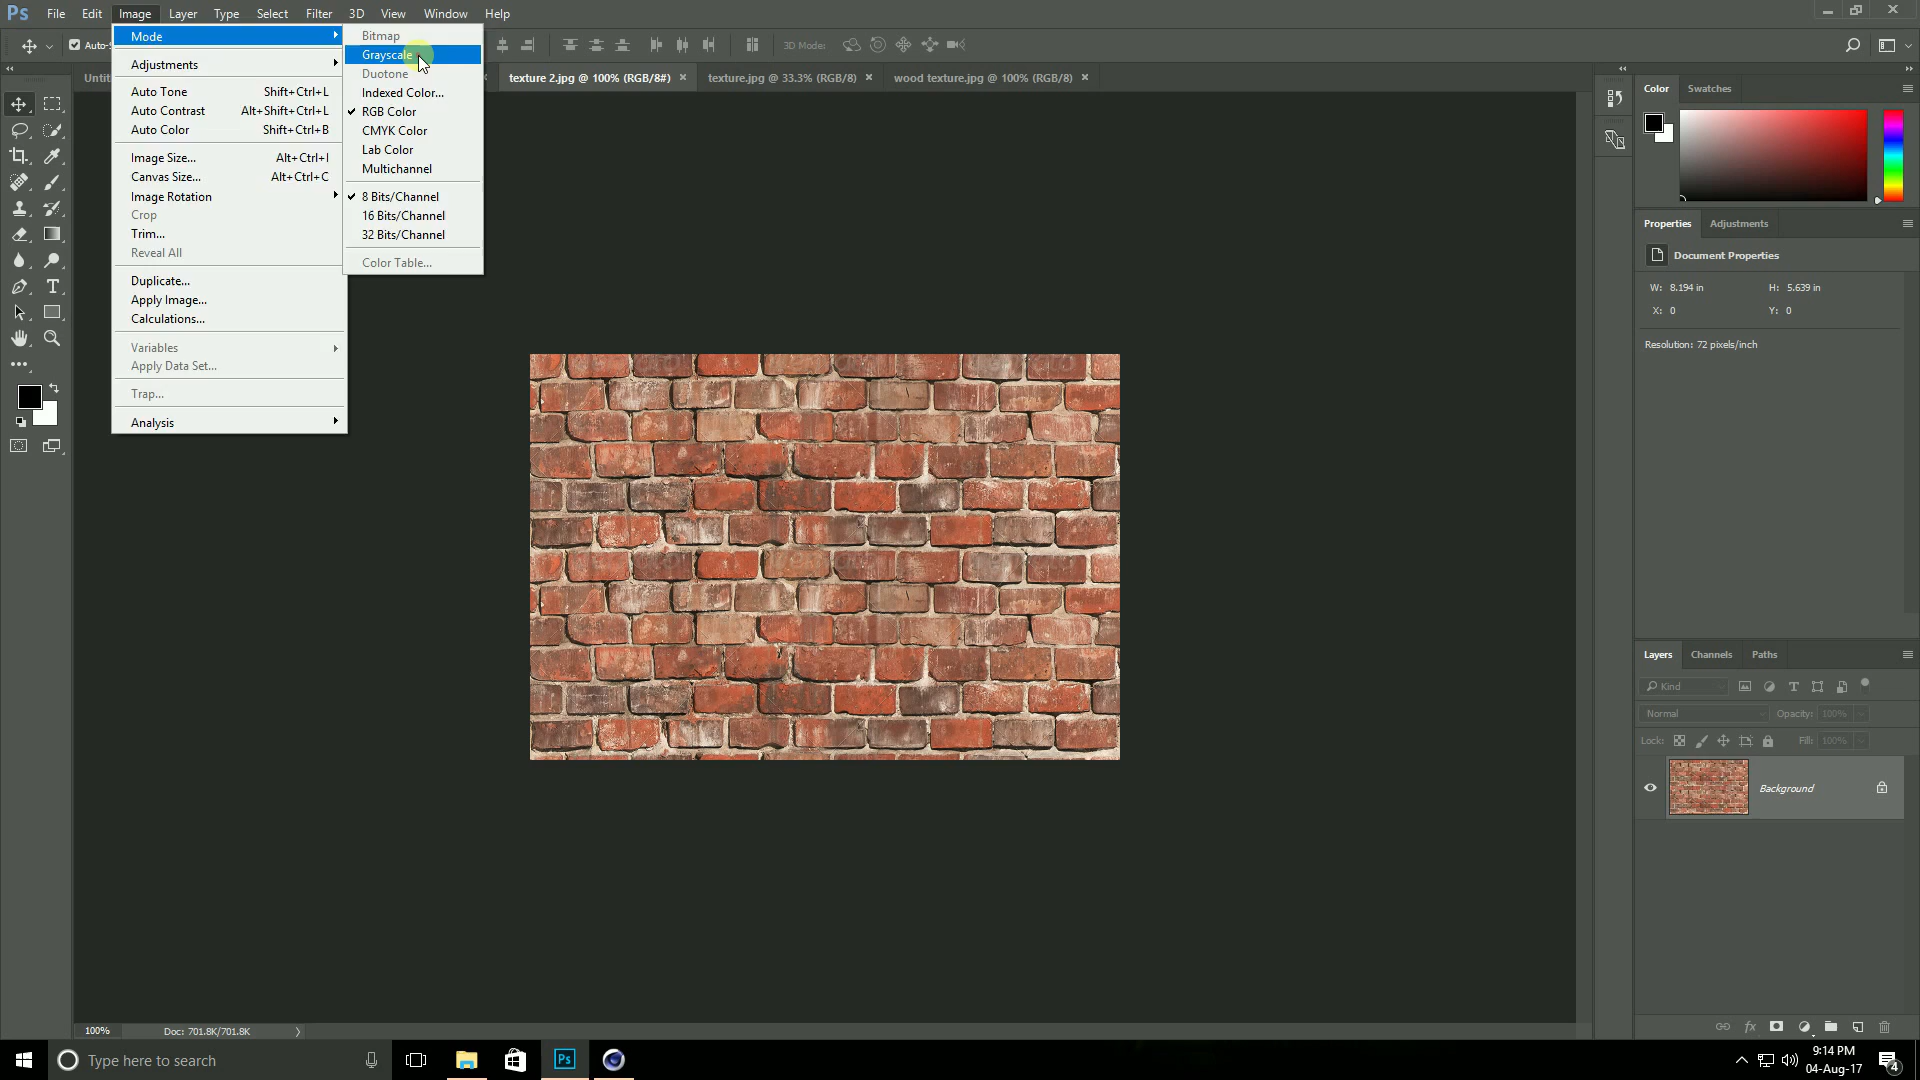 Ps File Edit Image Layer Type Select Filter 3D View Window Help
Auto-S 3D Mode:
Untit texture 2.jpg @ 100% (RGB/8#) × texture.jpg @ 33.3% (RGB/8) × wood texture.jpg @ 100% (RGB/8) ×
Mode
Adjustments
Auto Tone Shift+Ctrl+L
Auto Contrast Alt+Shift+Ctrl+L
Auto Color Shift+Ctrl+B
Image Size... Alt+Ctrl+I
Canvas Size... Alt+Ctrl+C
Image Rotation
Crop
Trim...
Reveal All
Duplicate...
Apply Image...
Calculations...
Variables
Apply Data Set...
Trap...
Analysis
Bitmap
Grayscale
Duotone
Indexed Color...
RGB Color
CMYK Color
Lab Color
Multichannel
8 Bits/Channel
16 Bits/Channel
32 Bits/Channel
Color Table...
Color Swatches
Properties Adjustments
Document Properties
W: 8.194 in H: 5.639 in
X: 0 Y: 0
Resolution: 72 pixels/inch
Layers Channels Paths
Kind
Normal Opacity: 100%
Lock: Fill: 100%
Background
100% Doc: 701.8K/701.8K
Type here to search
Ps
9:14 PM
04-Aug-17
4